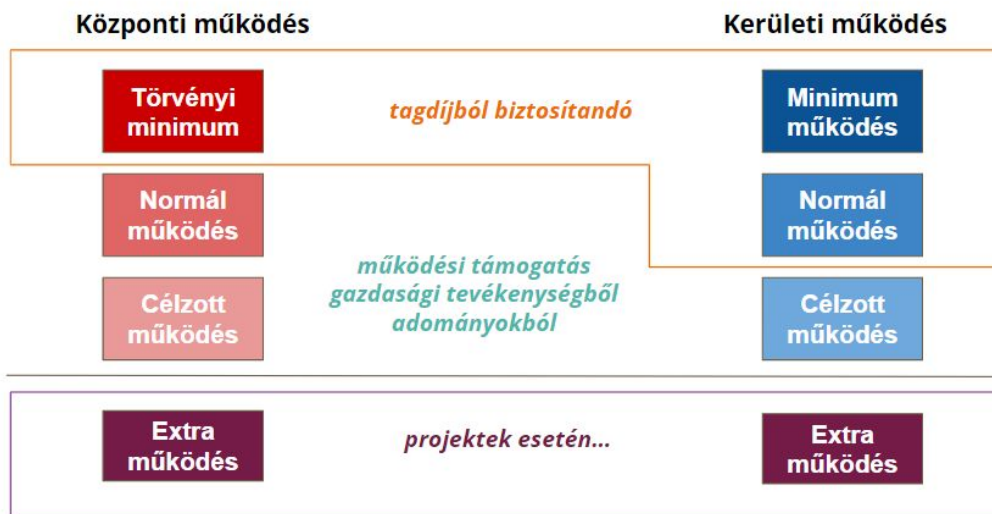 Központi működés
Kerületi működés
Törvényi
minimum
tagdíjból biztosítandó
Minimum
működés
Normál
működés
Normál
működés
működési támogatás
gazdasági tevékenységből
adományokból
Célzott
működés
Célzott
működés
Extra
működés
projektek esetén...
Extra
működés